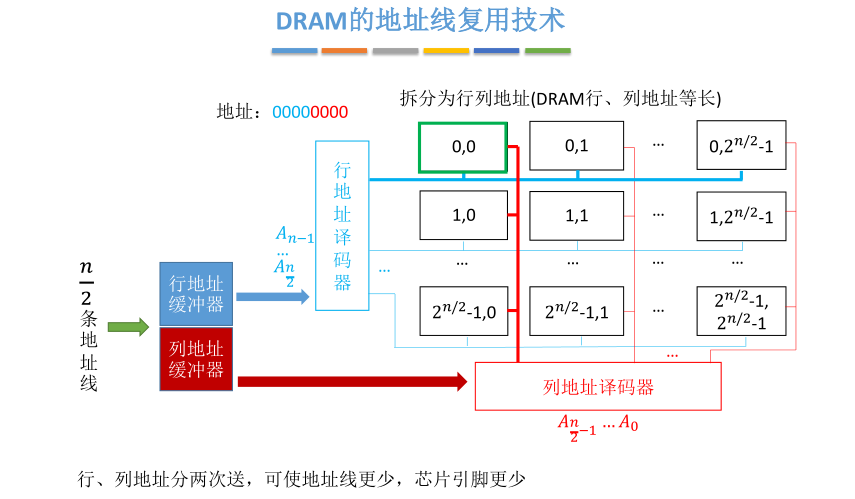 DRAM的地址线复用技术
拆分为行列地址(DRAM行、列地址等长)
地址：00000000
0,0
0,1
…
0,2^{n/2}-1
行地址译码器
1,0
1,1
…
1,2^{n/2}-1
A_{n-1}
…
A_{n/2}
…
…
…
…
…
n/2条地址线
行地址
缓冲器
2^{n/2}-1,0
2^{n/2}-1,1
…
2^{n/2}-1,
2^{n/2}-1
列地址
缓冲器
…
列地址译码器
A_{n/2-1} … A_0
行、列地址分两次送，可使地址线更少，芯片引脚更少